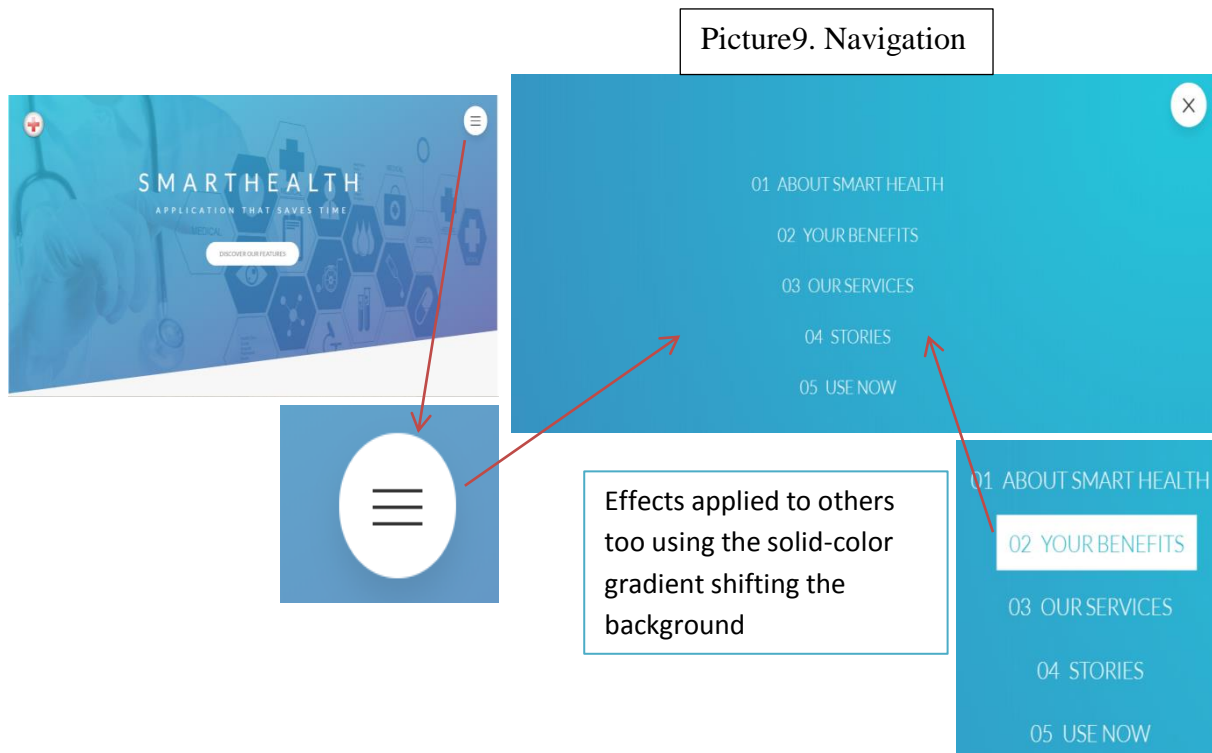 Picture9. Navigation
SMARTHEALTH
APPLICATION THAT SAVES TIME
MEDICAL
DISCOVER OUR FEATURES
01 ABOUT SMART HEALTH
02 YOUR BENEFITS
03 OUR SERVICES
04 STORIES
05 USE NOW
Effects applied to others
too using the solid-color
gradient shifting the
background
01 ABOUT SMART HEALTH
02 YOUR BENEFITS
03 OUR SERVICES
04 STORIES
05 USE NOW